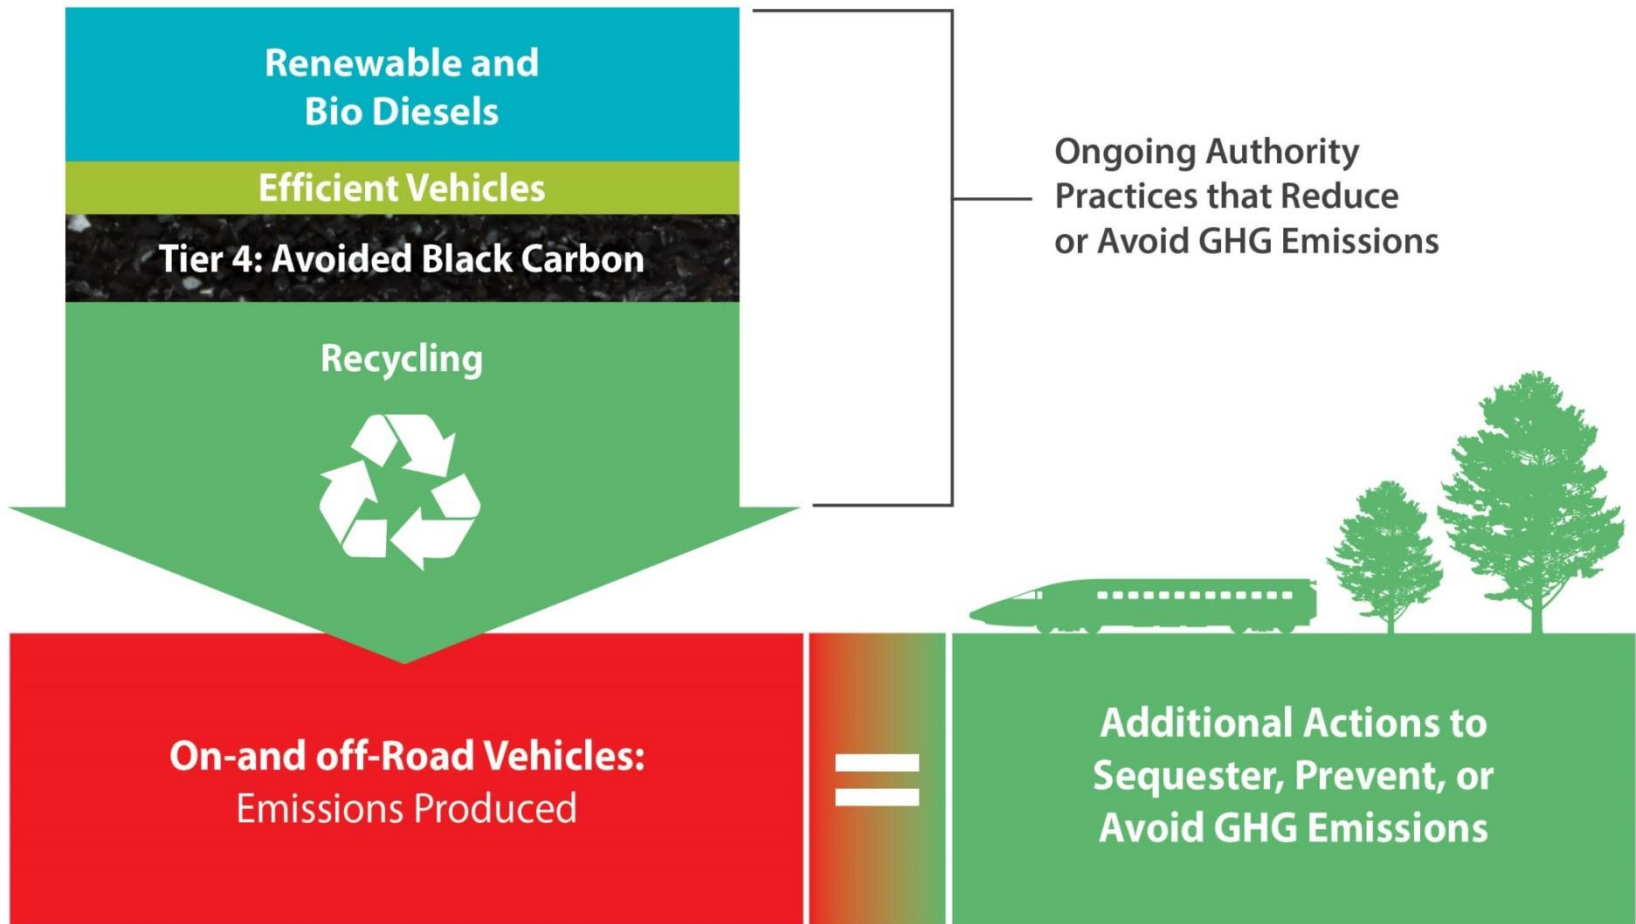 Renewable and
Bio Diesels
Efficient Vehicles
Tier 4: Avoided Black Carbon
Recycling
Ongoing Authority
Practices that Reduce
or Avoid GHG Emissions
On-and off-Road Vehicles:
Emissions Produced
=
Additional Actions to
Sequester, Prevent, or
Avoid GHG Emissions